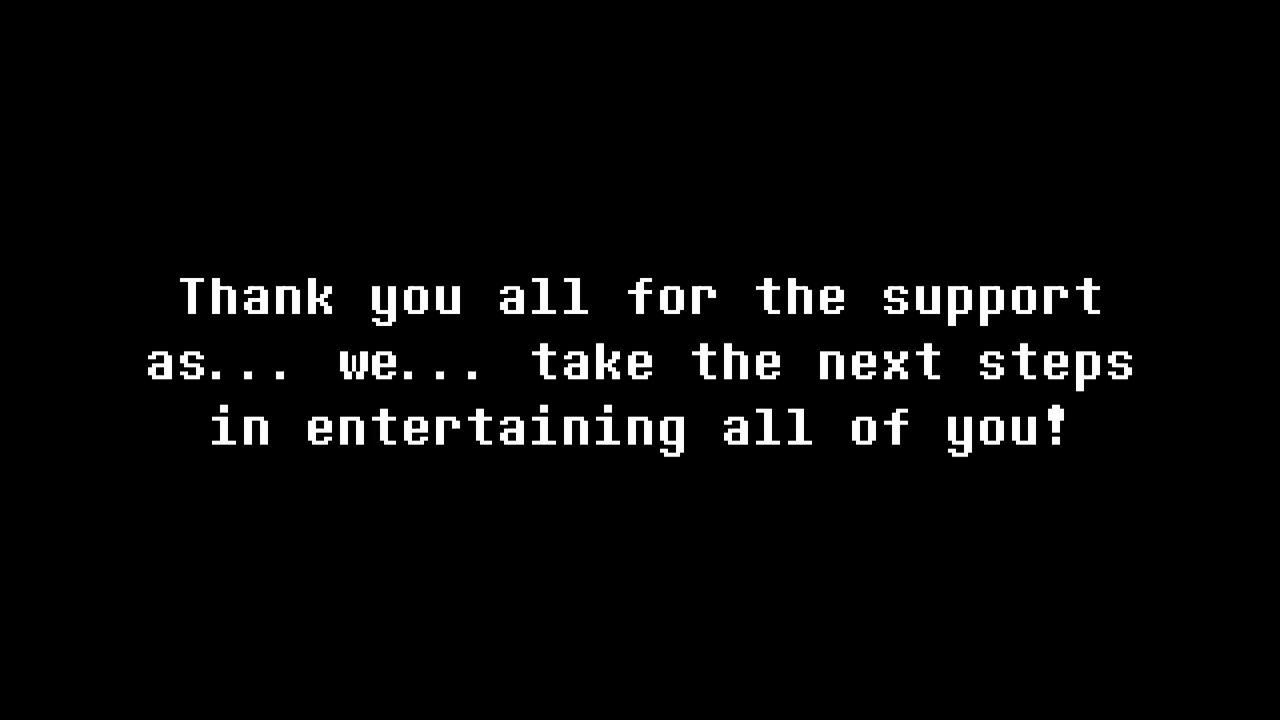 Thank you all for the support
as... we... take the next steps
in entertaining all of you!